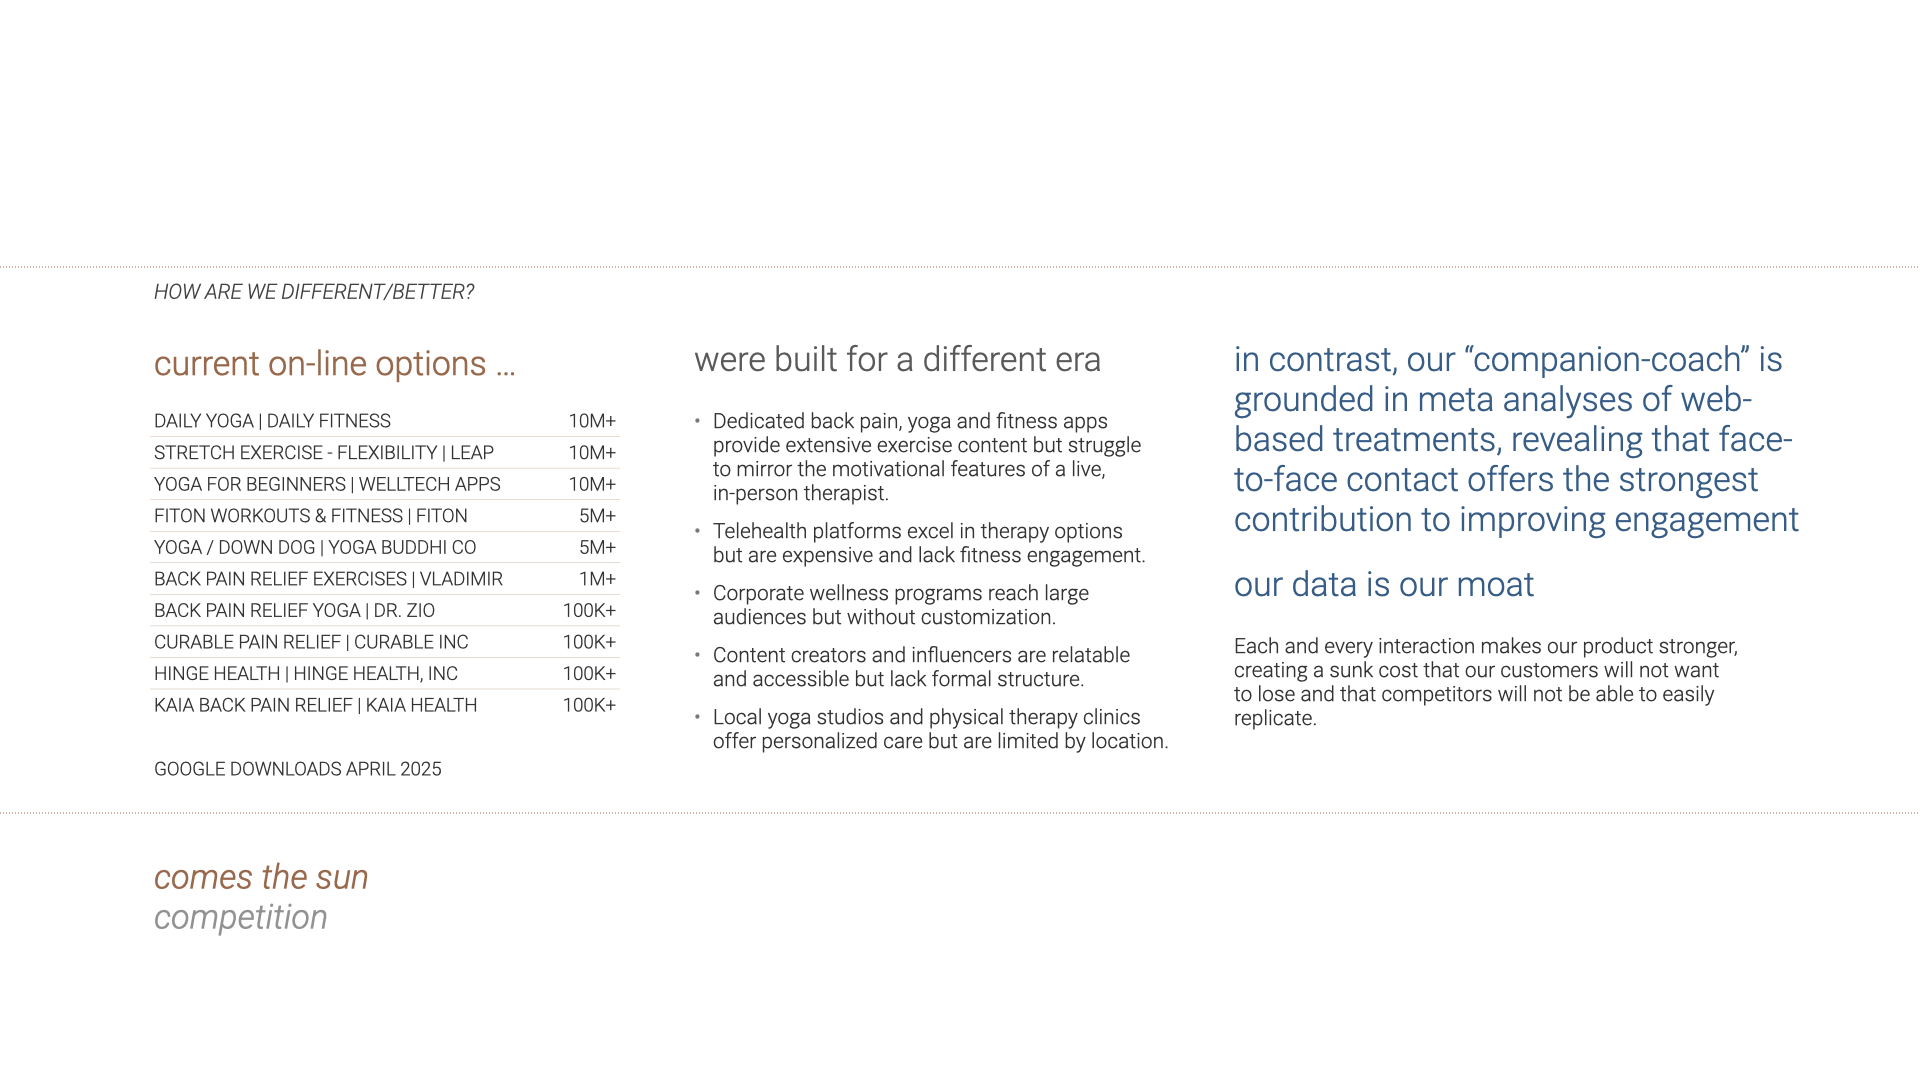 HOW ARE WE DIFFERENT/BETTER?
current on-line options ...
DAILY YOGA | DAILY FITNESS 10M+
STRETCH EXERCISE - FLEXIBILITY | LEAP 10M+
YOGA FOR BEGINNERS | WELLTECH APPS 10M+
FITON WORKOUTS & FITNESS | FITON 5M+
YOGA / DOWN DOG | YOGA BUDDHI CO 5M+
BACK PAIN RELIEF EXERCISES | VLADIMIR 1M+
BACK PAIN RELIEF YOGA | DR. ZIO 100K+
CURABLE PAIN RELIEF | CURABLE INC 100K+
HINGE HEALTH | HINGE HEALTH, INC 100K+
KAIA BACK PAIN RELIEF | KAIA HEALTH 100K+
GOOGLE DOWNLOADS APRIL 2025
were built for a different era
• Dedicated back pain, yoga and fitness apps
provide extensive exercise content but struggle
to mirror the motivational features of a live,
in-person therapist.
• Telehealth platforms excel in therapy options
but are expensive and lack fitness engagement.
• Corporate wellness programs reach large
audiences but without customization.
• Content creators and influencers are relatable
and accessible but lack formal structure.
• Local yoga studios and physical therapy clinics
offer personalized care but are limited by location.
in contrast, our “companion-coach” is
grounded in meta analyses of web-
based treatments, revealing that face-
to-face contact offers the strongest
contribution to improving engagement
our data is our moat
Each and every interaction makes our product stronger,
creating a sunk cost that our customers will not want
to lose and that competitors will not be able to easily
replicate.
comes the sun
competition